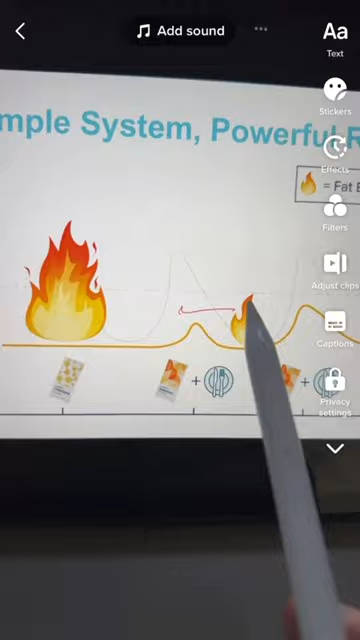 Add sound
Aa
Text
mple System, Powerful R
Stickers
Effects
= Fat
Filters
Adjust clips
Captions
Privacy
settings